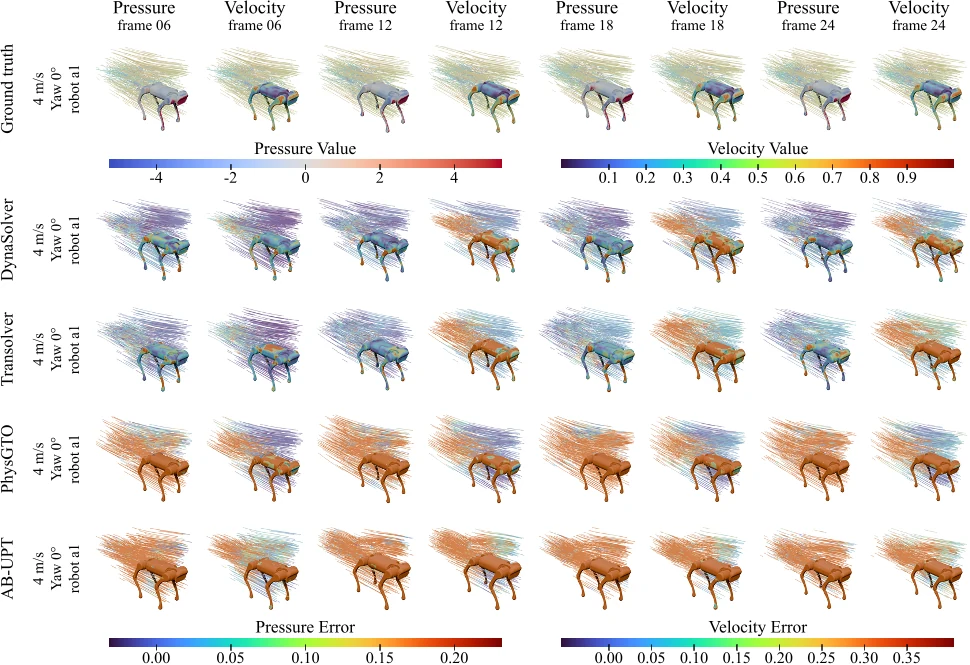 Pressure Velocity Pressure Velocity Pressure Velocity Pressure Velocity
frame 06 frame 06 frame 12 frame 12 frame 18 frame 18 frame 24 frame 24
Ground truth
4 m/s
Yaw 0°
robot a1
Pressure Value
-4 -2 0 2 4
Velocity Value
0.1 0.2 0.3 0.4 0.5 0.6 0.7 0.8 0.9
DynaSolver
4 m/s
Yaw 0°
robot a1
Transolver
4 m/s
Yaw 0°
robot a1
PhysGTO
4 m/s
Yaw 0°
robot a1
AB-UPT
4 m/s
Yaw 0°
robot a1
Pressure Error
0.00 0.05 0.10 0.15 0.20
Velocity Error
0.00 0.05 0.10 0.15 0.20 0.25 0.30 0.35